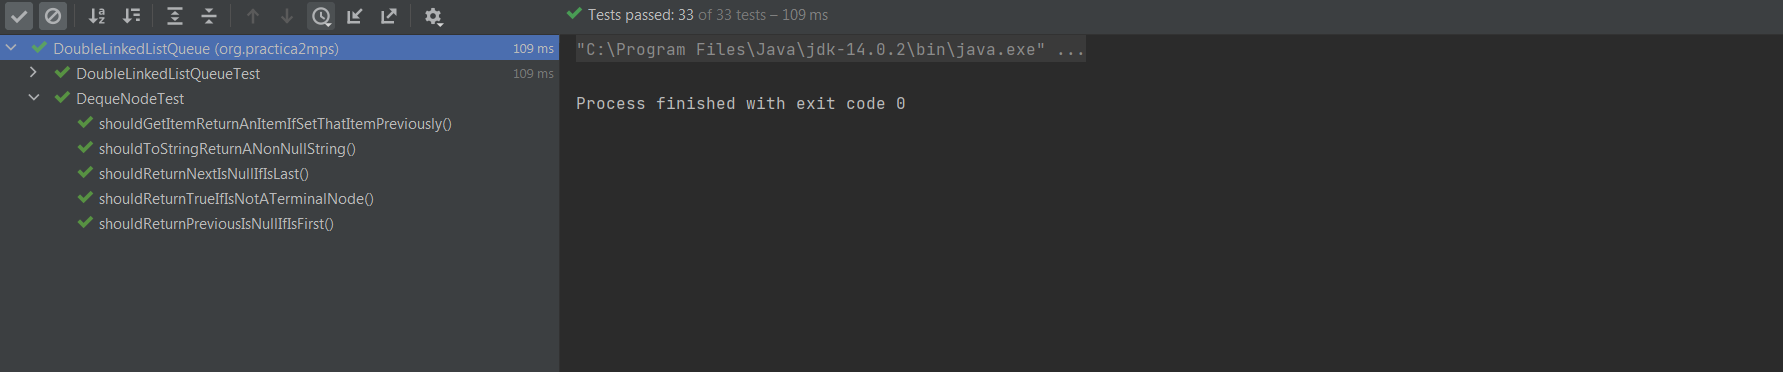 Tests passed: 33 of 33 tests – 109 ms
DoubleLinkedListQueue (org.practica2mps) 109 ms
DoubleLinkedListQueueTest 109 ms
DequeNodeTest
shouldGetItemReturnAnItemIfSetThatItemPreviously()
shouldToStringReturnANonNullString()
shouldReturnNextIsNullIfIsLast()
shouldReturnTrueIfIsNotATerminalNode()
shouldReturnPreviousIsNullIfIsFirst()
"C:\Program Files\Java\jdk-14.0.2\bin\java.exe" ...
Process finished with exit code 0